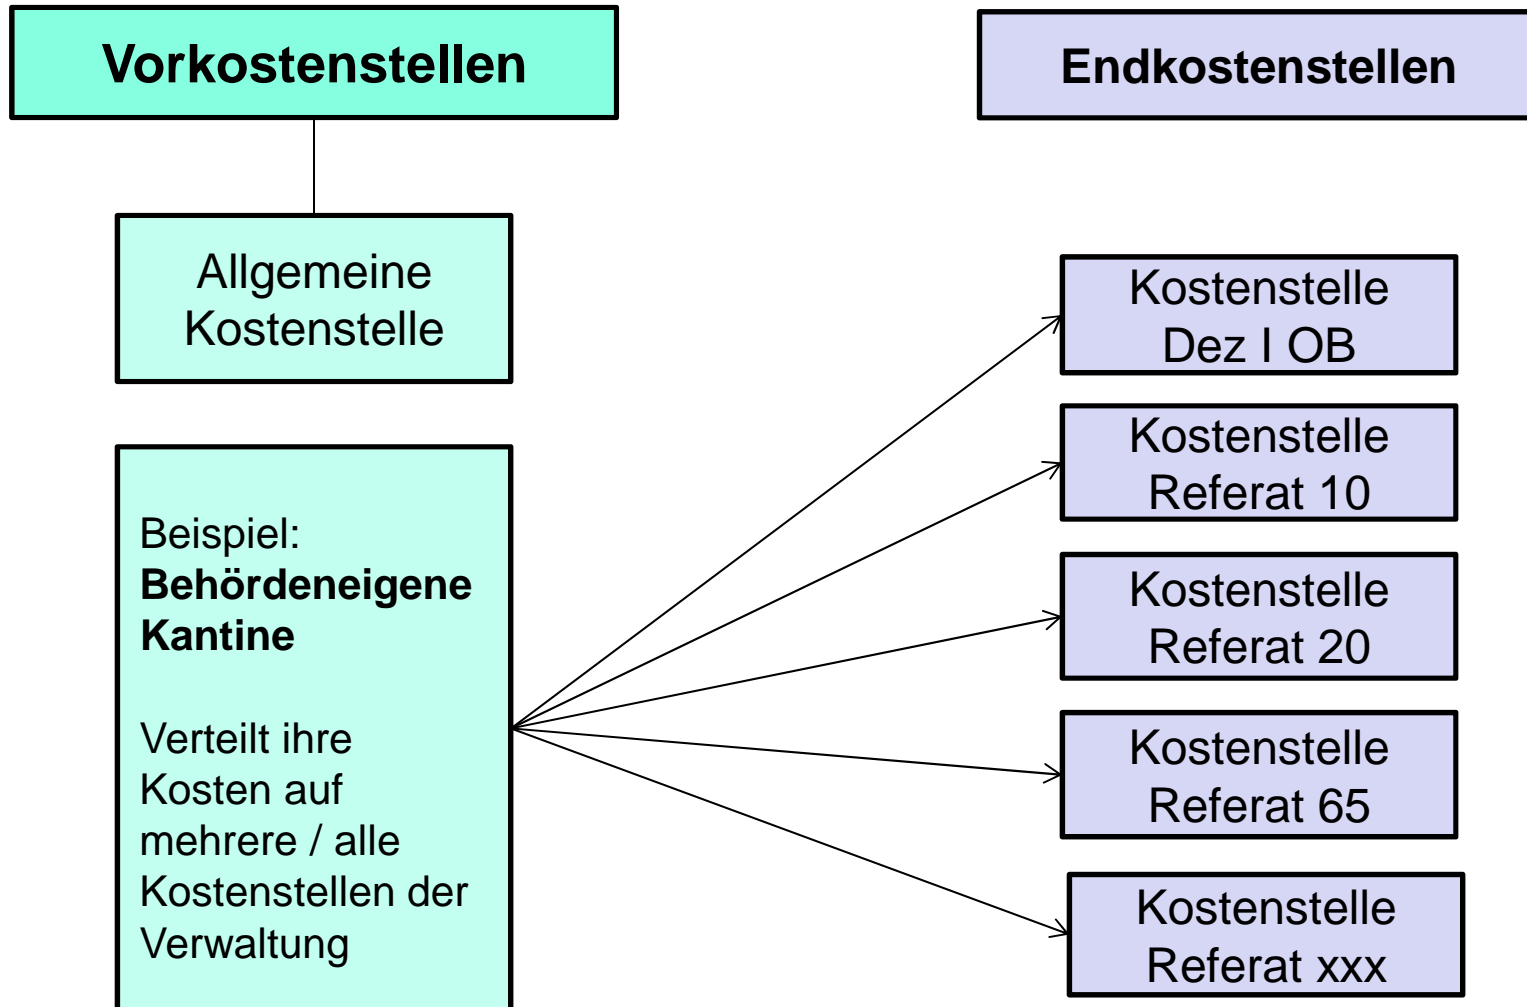 Vorkostenstellen
Endkostenstellen
Allgemeine
Kostenstelle
Beispiel:
Behördeneigene
Kantine
Verteilt ihre
Kosten auf
mehrere / alle
Kostenstellen der
Verwaltung
Kostenstelle
Dez I OB
Kostenstelle
Referat 10
Kostenstelle
Referat 20
Kostenstelle
Referat 65
Kostenstelle
Referat xxx